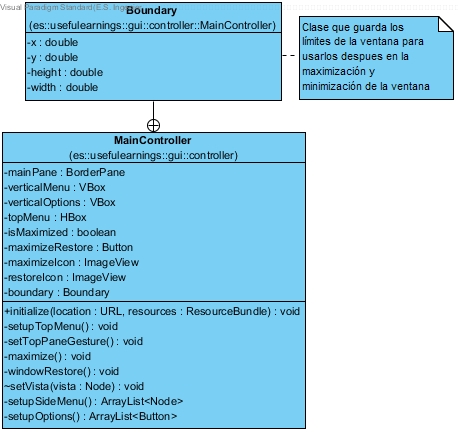 Visual Paradigm Standard(E.S. Ingenie
Boundary
(es::usefulearnings::gui::controller::MainController)
-x : double
-y : double
-height : double
-width : double
Clase que guarda los
límites de la ventana para
usarlos despues en la
maximización y
minimización de la ventana
MainController
(es::usefulearnings::gui::controller)
-mainPane : BorderPane
-verticalMenu : VBox
-verticalOptions : VBox
-topMenu : HBox
-isMaximized : boolean
-maximizeRestore : Button
-maximizeIcon : ImageView
-restoreIcon : ImageView
-boundary : Boundary
+initialize(location : URL, resources : ResourceBundle) : void
-setupTopMenu() : void
-setTopPaneGesture() : void
-maximize() : void
-windowRestore() : void
~setVista(vista : Node) : void
-setupSideMenu() : ArrayList<Node>
-setupOptions() : ArrayList<Button>